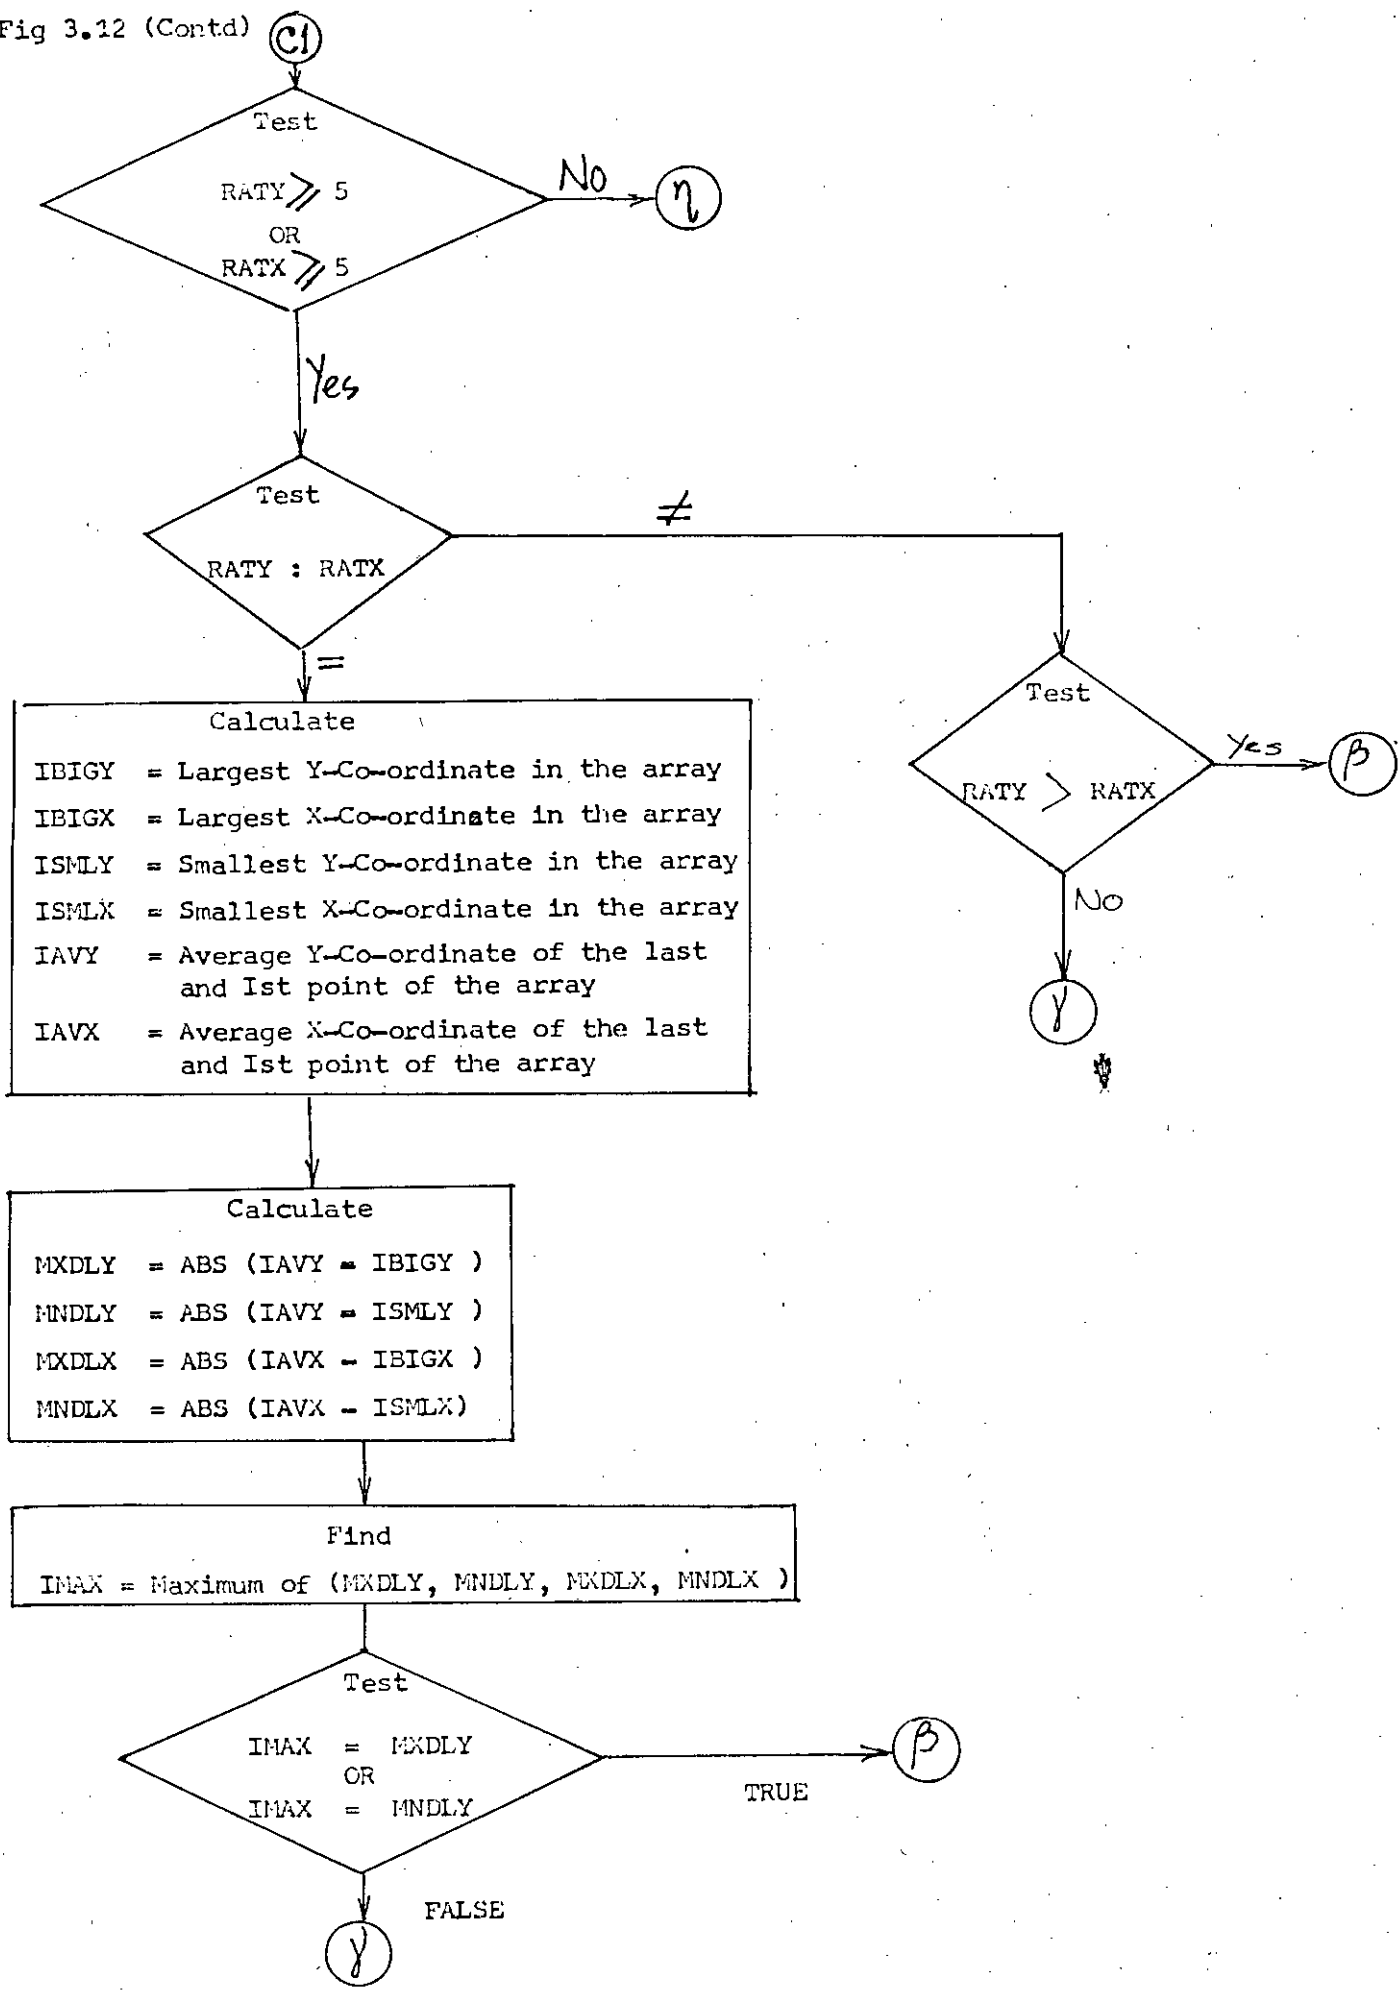 Fig 3.12 (Contd)
C1
Test
RATY ⩾ 5
OR
RATX ⩾ 5
No
η
Yes
Test
RATY : RATX
≠
=
Test
RATY > RATX
Yes
β
No
γ
Calculate
IBIGY = Largest Y-Co-ordinate in the array
IBIGX = Largest X-Co-ordinate in the array
ISMLY = Smallest Y-Co-ordinate in the array
ISMLX = Smallest X-Co-ordinate in the array
IAVY = Average Y-Co-ordinate of the last
and Ist point of the array
IAVX = Average X-Co-ordinate of the last
and Ist point of the array
Calculate
MXDLY = ABS (IAVY - IBIGY )
MNDLY = ABS (IAVY - ISMLY )
MXDLX = ABS (IAVX - IBIGX )
MNDLX = ABS (IAVX - ISMLX)
Find
IMAX = Maximum of (MXDLY, MNDLY, MXDLX, MNDLX )
Test
IMAX = MXDLY
OR
IMAX = MNDLY
TRUE
β
FALSE
γ